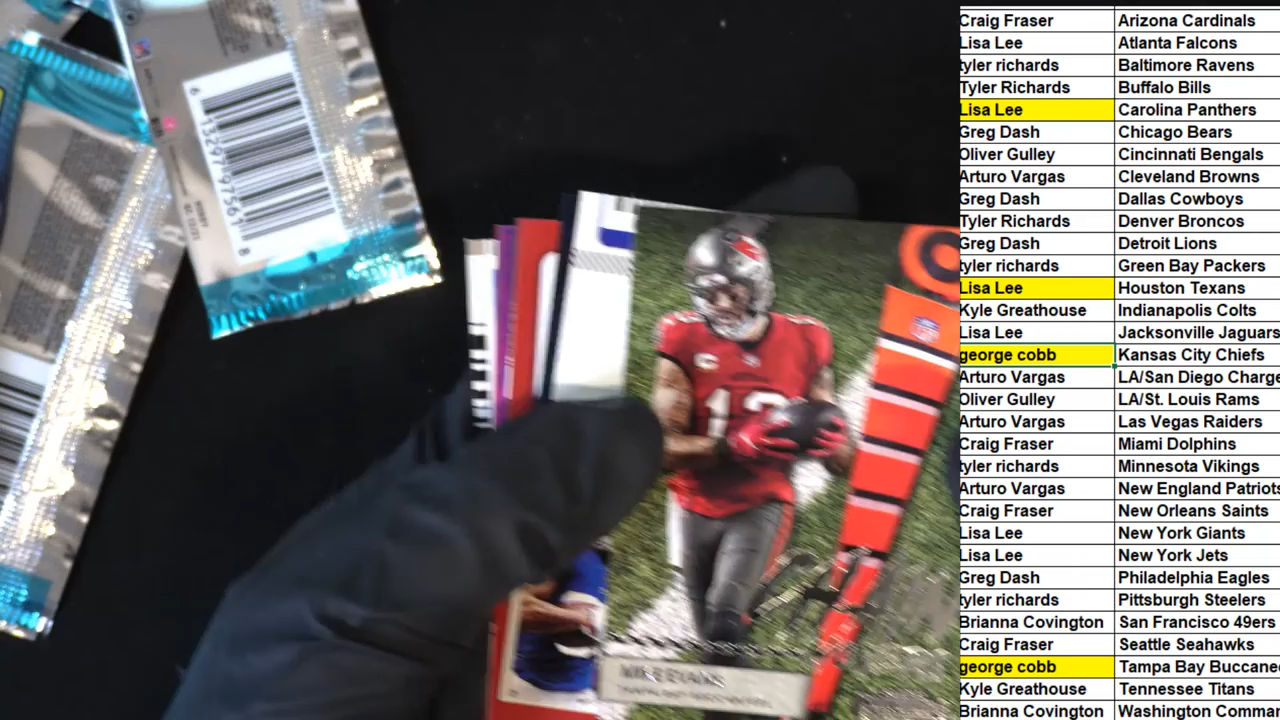 Craig Fraser Arizona Cardinals
Lisa Lee Atlanta Falcons
tyler richards Baltimore Ravens
Tyler Richards Buffalo Bills
Lisa Lee Carolina Panthers
Greg Dash Chicago Bears
Oliver Gulley Cincinnati Bengals
Arturo Vargas Cleveland Browns
Greg Dash Dallas Cowboys
Tyler Richards Denver Broncos
Greg Dash Detroit Lions
tyler richards Green Bay Packers
Lisa Lee Houston Texans
Kyle Greathouse Indianapolis Colts
Lisa Lee Jacksonville Jaguars
george cobb Kansas City Chiefs
Arturo Vargas LA/San Diego Charge
Oliver Gulley LA/St. Louis Rams
Arturo Vargas Las Vegas Raiders
Craig Fraser Miami Dolphins
tyler richards Minnesota Vikings
Arturo Vargas New England Patriots
Craig Fraser New Orleans Saints
Lisa Lee New York Giants
Lisa Lee New York Jets
Greg Dash Philadelphia Eagles
tyler richards Pittsburgh Steelers
Brianna Covington San Francisco 49ers
Craig Fraser Seattle Seahawks
george cobb Tampa Bay Buccane
Kyle Greathouse Tennessee Titans
Brianna Covington Washington Comman
13
MIKE EVANS